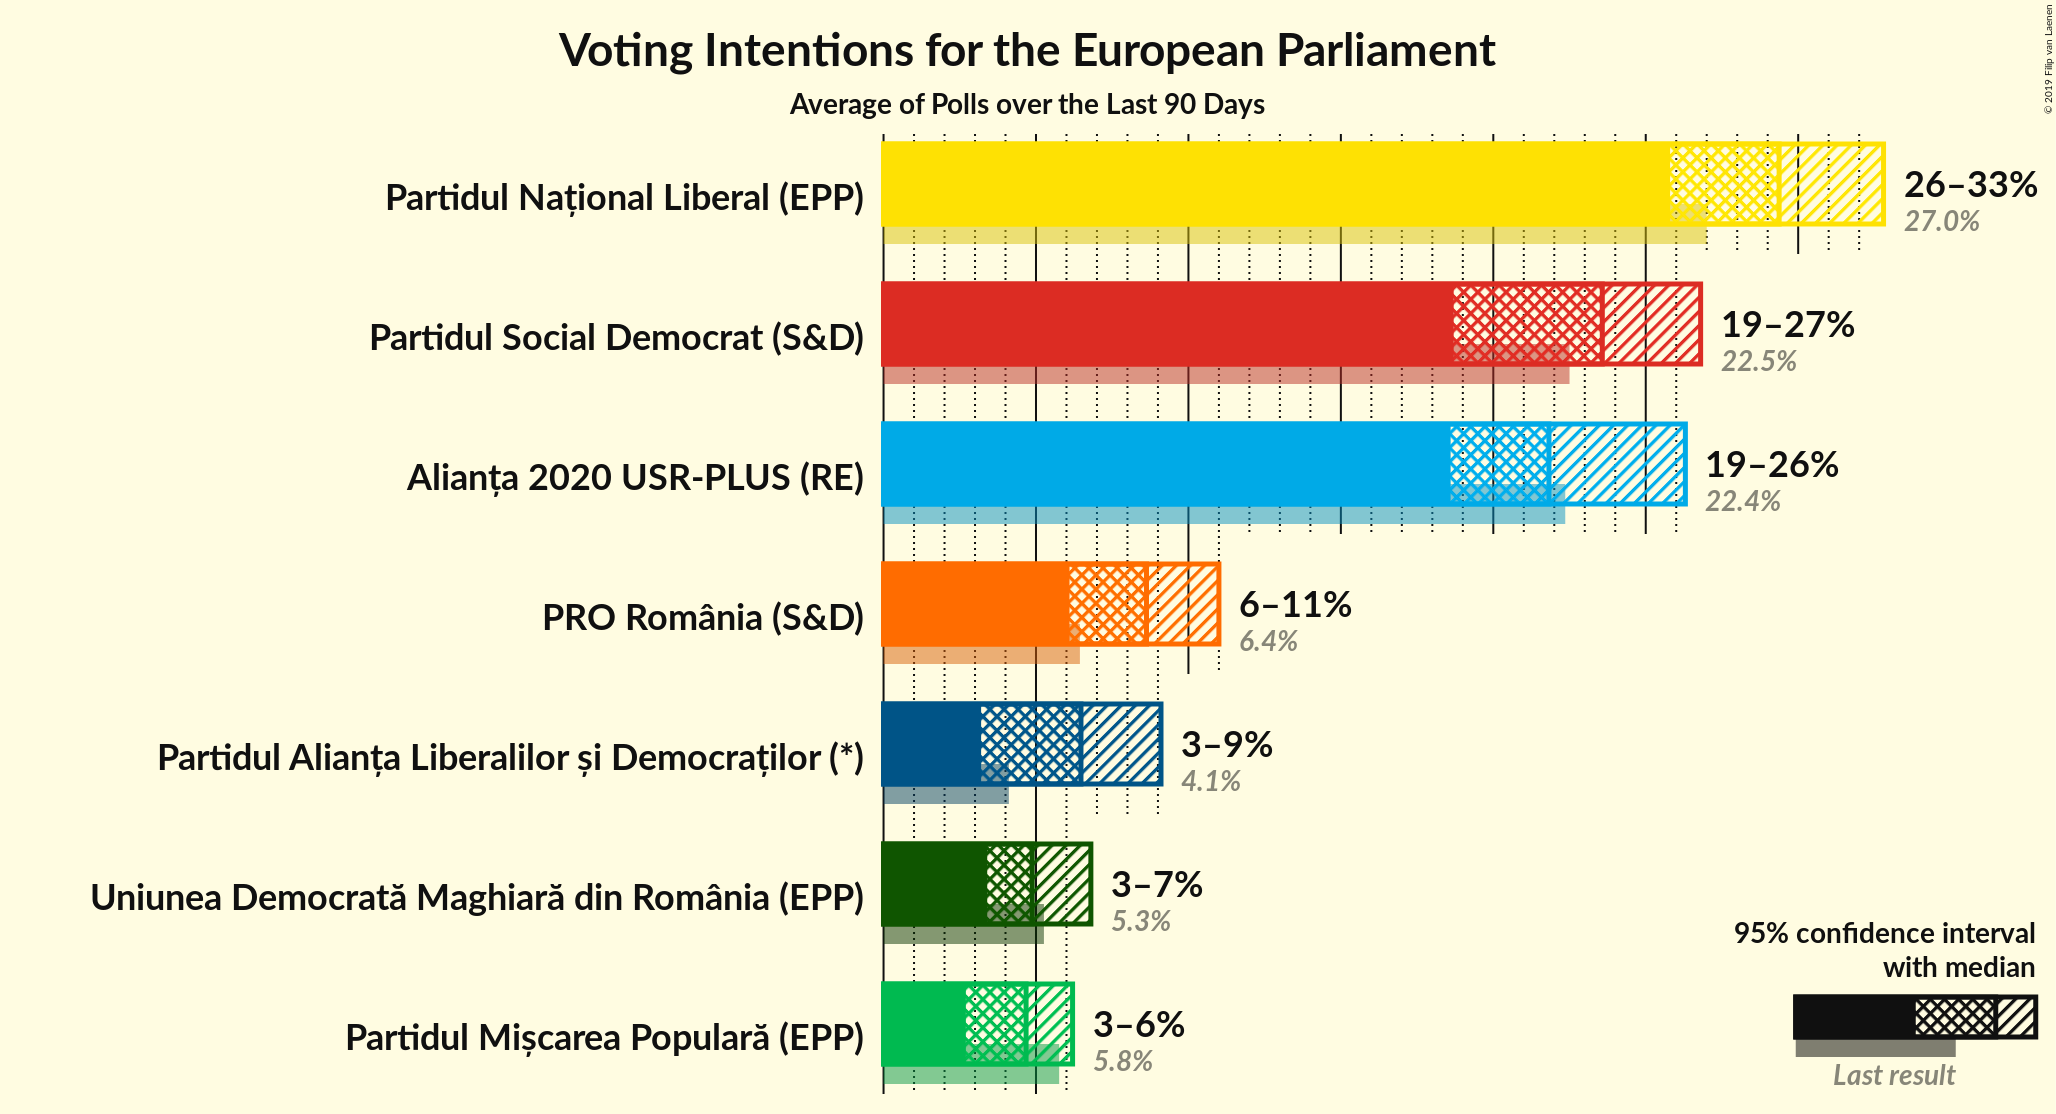 Voting Intentions for the European Parliament
Average of Polls over the Last 90 Days
© 2019 Filip van Laenen
Partidul Național Liberal (EPP)
26–33%
27.0%
Partidul Social Democrat (S&D)
19–27%
22.5%
Alianța 2020 USR-PLUS (RE)
19–26%
22.4%
PRO România (S&D)
6–11%
6.4%
Partidul Alianța Liberalilor și Democraților (*)
3–9%
4.1%
Uniunea Democrată Maghiară din România (EPP)
3–7%
5.3%
Partidul Mișcarea Populară (EPP)
3–6%
5.8%
95% confidence interval
with median
Last result